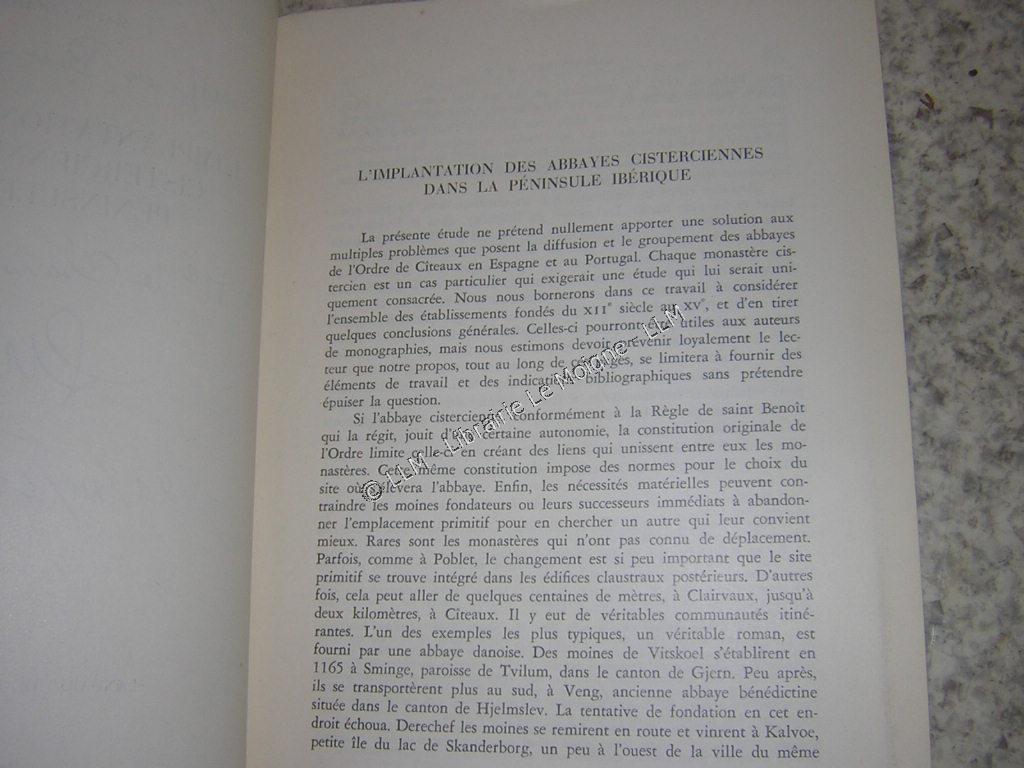 L'IMPLANTATION DES ABBAYES CISTERCIENNES
DANS LA PÉNINSULE IBÉRIQUE
La présente étude ne prétend nullement apporter une solution aux
multiples problèmes que posent la diffusion et le groupement des abbayes
de l'Ordre de Cîteaux en Espagne et au Portugal. Chaque monastère cis-
tercien est un cas particulier qui exigerait une étude qui lui serait uni-
quement consacrée. Nous nous bornerons dans ce travail à considérer
l'ensemble des établissements fondés du XIIe siècle au XVe, et d'en tirer
quelques conclusions générales. Celles-ci pourront être utiles aux auteurs
de monographies, mais nous estimons devoir prévenir loyalement le lec-
teur que notre propos, tout au long de ces pages, se limitera à fournir des
éléments de travail et des indications bibliographiques sans prétendre
épuiser la question.
Si l'abbaye cistercienne, conformément à la Règle de saint Benoît
qui la régit, jouit d'une certaine autonomie, la constitution originale de
l'Ordre limite celle-ci en créant des liens qui unissent entre eux les mo-
nastères. Cette même constitution impose des normes pour le choix du
site où s'élèvera l'abbaye. Enfin, les nécessités matérielles peuvent con-
traindre les moines fondateurs ou leurs successeurs immédiats à abandon-
ner l'emplacement primitif pour en chercher un autre qui leur convient
mieux. Rares sont les monastères qui n'ont pas connu de déplacement.
Parfois, comme à Poblet, le changement est si peu important que le site
primitif se trouve intégré dans les édifices claustraux postérieurs. D'autres
fois, cela peut aller de quelques centaines de mètres, à Clairvaux, jusqu'à
deux kilomètres, à Cîteaux. Il y eut de véritables communautés itiné-
rantes. L'un des exemples les plus typiques, un véritable roman, est
fourni par une abbaye danoise. Des moines de Vitskoel s'établirent en
1165 à Sminge, paroisse de Tvilum, dans le canton de Gjern. Peu après,
ils se transportèrent plus au sud, à Veng, ancienne abbaye bénédictine
située dans le canton de Hjelmslev. La tentative de fondation en cet en-
droit échoua. Derechef les moines se remirent en route et vinrent à Kalvoe,
petite île du lac de Skanderborg, un peu à l'ouest de la ville du même
© LLM - Librairie Le Moigne - LLM